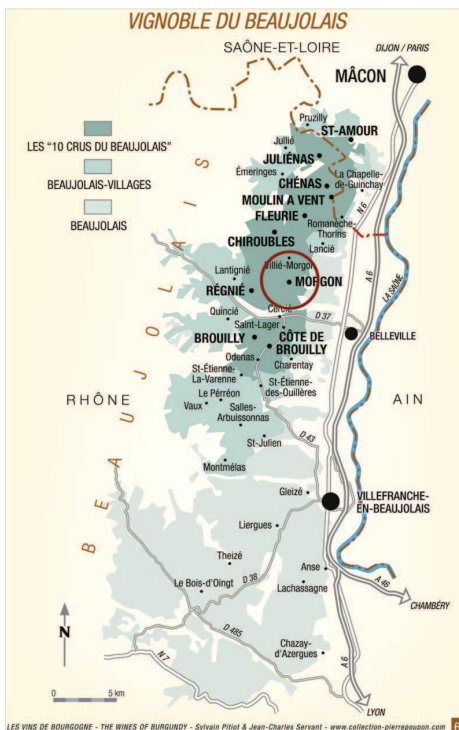 VIGNOBLE DU BEAUJOLAIS
SAÔNE-ET-LOIRE
DIJON / PARIS
MÂCON
Pruzilly
ST-AMOUR
LES "10 CRUS DU BEAUJOLAIS"
Jullié
JULIÉNAS
Émeringes
CHÉNAS
La Chapelle-
de-Guinchay
BEAUJOLAIS-VILLAGES
MOULIN A VENT
FLEURIE
N 6
Romanèche-
Thorins
BEAUJOLAIS
CHIROUBLES
Lancié
A 6
LA SAÔNE
Villié-Morgon
Lantignié
MORGON
RÉGNIÉ
Cercié
D 37
Quincié
Saint-Lager
BELLEVILLE
BROUILLY
CÔTE DE
BROUILLY
Odenas
Charentay
St-Étienne-
La-Varenne
St-Étienne-
des-Ouillères
RHÔNE
AIN
Le Pérréon
Vaux
Salles-
Arbuissonnas
D 43
St-Julien
Montmélas
BEAUJOLAIS
Gleizé
VILLEFRANCHE-
EN-BEAUJOLAIS
Liergues
Theizé
Anse
D 38
A 46
Le Bois-d'Oingt
Lachassagne
CHAMBÉRY
N
D 485
Chazay-
d'Azergues
N 7
A 6
0 5 km
LYON
LES VINS DE BOURGOGNE - THE WINES OF BURGUNDY - Sylvain Pitiot & Jean-Charles Servant - www.collection-pierrepoupon.com